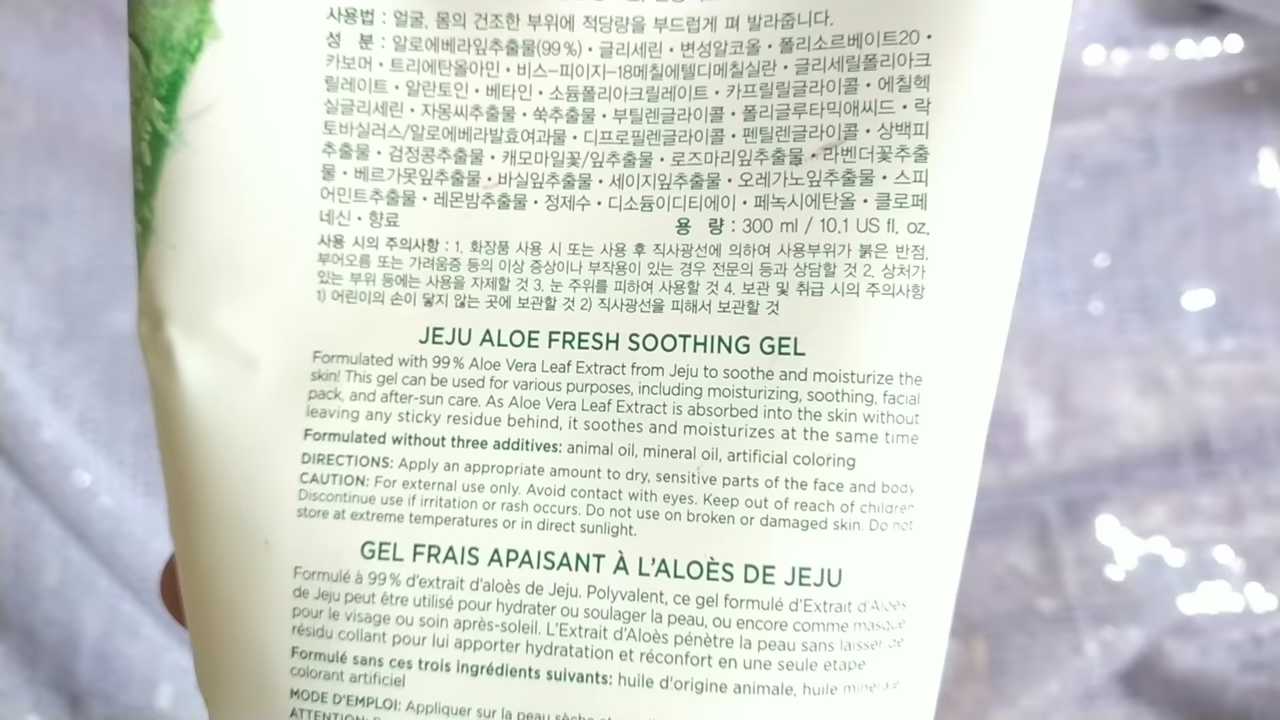 사용법 : 얼굴, 몸의 건조한 부위에 적당량을 부드럽게 펴 발라줍니다.
성 분 : 알로에베라잎추출물(99%) • 글리세린 • 변성알코올 • 폴리소르베이트20 •
카보머 • 트리에탄올아민 • 비스-피이지-18메칠에텔디메칠실란 • 글리세릴폴리아크
릴레이트 • 알란토인 • 베타인 • 소듐폴리아크릴레이트 • 카프릴릴글라이콜 • 에칠헥
실글리세린 • 자몽씨추출물 • 쑥추출물 • 부틸렌글라이콜 • 폴리글루타믹애씨드 • 락
토바실러스/알로에베라발효여과물 • 디프로필렌글라이콜 • 펜틸렌글라이콜 • 상백피
추출물 • 검정콩추출물 • 캐모마일꽃/잎추출물 • 로즈마리잎추출물 • 라벤더꽃추출
물 • 베르가못잎추출물 • 바실잎추출물 • 세이지잎추출물 • 오레가노잎추출물 • 스피
어민트추출물 • 레몬밤추출물 • 정제수 • 디소듐이디티에이 • 페녹시에탄올 • 클로페
네신 • 향료 용 량 : 300 ml / 10.1 US fl. oz.
사용 시의 주의사항 : 1. 화장품 사용 시 또는 사용 후 직사광선에 의하여 사용부위가 붉은 반점,
부어오름 또는 가려움증 등의 이상 증상이나 부작용이 있는 경우 전문의 등과 상담할 것 2. 상처가
있는 부위 등에는 사용을 자제할 것 3. 눈 주위를 피하여 사용할 것 4. 보관 및 취급 시의 주의사항
1) 어린이의 손이 닿지 않는 곳에 보관할 것 2) 직사광선을 피해서 보관할 것
JEJU ALOE FRESH SOOTHING GEL
Formulated with 99% Aloe Vera Leaf Extract from Jeju to soothe and moisturize the
skin! This gel can be used for various purposes, including moisturizing, soothing, facial
pack, and after-sun care. As Aloe Vera Leaf Extract is absorbed into the skin without
leaving any sticky residue behind, it soothes and moisturizes at the same time
Formulated without three additives: animal oil, mineral oil, artificial coloring
DIRECTIONS: Apply an appropriate amount to dry, sensitive parts of the face and body
CAUTION: For external use only. Avoid contact with eyes. Keep out of reach of children
Discontinue use if irritation or rash occurs. Do not use on broken or damaged skin. Do not
store at extreme temperatures or in direct sunlight.
GEL FRAIS APAISANT À L'ALOÈS DE JEJU
Formulé à 99% d'extrait d'aloès de Jeju. Polyvalent, ce gel formulé d'Extrait d'Aloès
de Jeju peut être utilisé pour hydrater ou soulager la peau, ou encore comme masque
pour le visage ou soin après-soleil. L'Extrait d'Aloès pénètre la peau sans laisser de
résidu collant pour lui apporter hydratation et réconfort en une seule étape
Formulé sans ces trois ingrédients suivants: huile d'origine animale, huile minérale
colorant artificiel
MODE D'EMPLOI: Appliquer sur la peau sèche
ATTENTION: